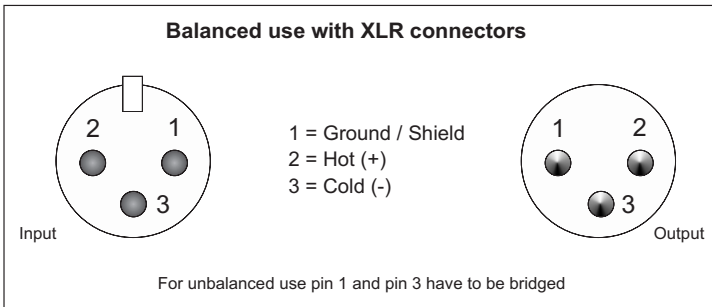 Balanced use with XLR connectors
2 1
3
Input
1 = Ground / Shield
2 = Hot (+)
3 = Cold (-)
1 2
3
Output
For unbalanced use pin 1 and pin 3 have to be bridged